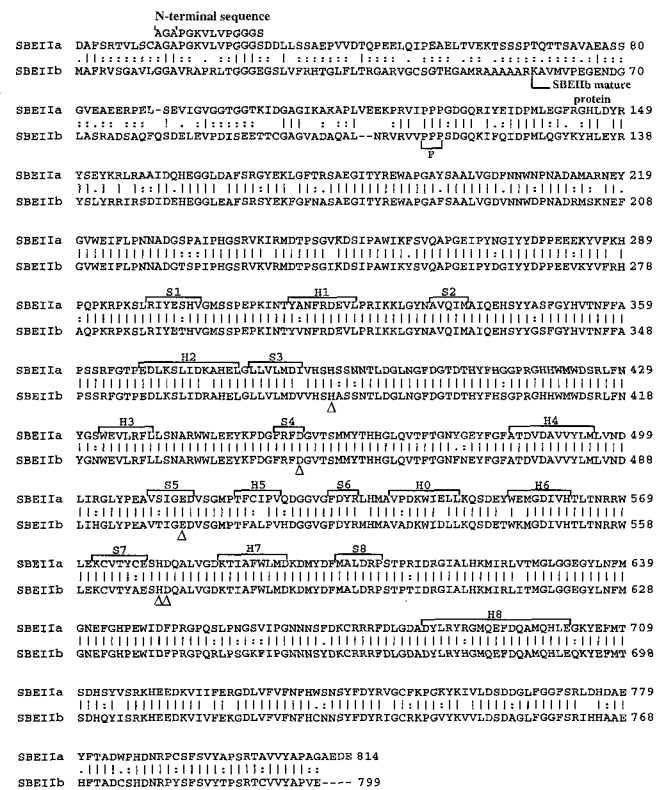 N-terminal sequence
AGAPGKVLVPGGGS
SBEIIa DAFSRTVLSCAGAPGKVLVPGGGSDDLLSSAEPVVDTQPEELQIPEAELTVEKTSSSPTQTTSAVAEASS 80
SBEIIb MAFRVSGAVLGGAVRAPRLTGGGEGSLVFRHTGLFLTRGARVGCSGTHGAMRAAAAARKAVMVPEGENDG 70
SBEIIb mature
protein
SBEIIa GVEAEERPEL-SEVIGVGGTGGTKIDGAGIKAKAPLVEEKPRVIPPPGDGQRIYEIDPMLEGFRGHLDYR 149
SBEIIb LASRADSAQFQSDELEVPDISEETTCGAGVADAQAL--NRVRVVPPPSDGQKIFQIDPMLQGYKYHLEYR 138
P
SBEIIa YSEYKRLRAAIDQHEGGLDAFSRGYEKLGFTRSAEGITYREWAPGAYSAALVGDFNNWNPNADAMARNEY 219
SBEIIb YSLYRRIRSDIDEHEGGLEAFSRSYEKFGFNASAEGITYREWAPGAFSAALVGDVNNWDPNADRMSKNEF 208
SBEIIa GVWEIFLPNNADGSPAIPHGSRVKIRMDTPSGVKDSIPAWIKFSVQAPGEIPYNGIYYDPPEEEKYVFKH 289
SBEIIb GVWEIFLPNNADGTSPIPHGSRVKVRMDTPSGIKDSIPAWIKYSVQAPGEIPYDGIYYDPPEEVKYVFRH 278
S1 H1 S2
SBEIIa PQPKRPKSLRIYESHVGMSSPEPKINTYANFRDEVLPRIKKLGYNAVQIMAIQEHSYYASFGYHVTNFFA 359
SBEIIb AQPKRPKSLRIYETHVGMSSPEPKINTYVNFRDEVLPRIKKLGYNAVQIMAIQEHSYYGSFGYHVTNFFA 348
H2 S3
SBEIIa PSSRFGTPEDLKSLIDKAHELGLLVLMDIVHSHSSNNTLDGLNGFDGTDTHYFHGGPRGHHWMWDSRLFN 429
SBEIIb PSSRFGTPEDLKSLIDRAHELGLLVLMDVVHSHASSNTLDGLNGFDGTDTHYFHSGPRGHHWMWDSRLFN 418
Δ
H3 S4 H4
SBEIIa YGSWEVLRFLLSNARWWLEEYKFDGFRFDGVTSMMYTHHGLQVTFTGNYGEYFGFATDVDAVVYLMLVND 499
SBEIIb YGNWEVLRFLLSNARWWLEEYKFDGFRFDGVTSMMYTHHGLQVTFTGNFNEYFGFATDVDAVVYLMLVND 488
Δ
S5 H5 S6 H0 H6
SBEIIa LIRGLYPEAVSIGEDVSGMPTFCIPVQDGGVGFDYRLHMAVPDKWIELLKQSDEYWEMGDIVHTLTNRRW 569
SBEIIb LIHGLYPEAVTIGEDVSGMPTFALPVHDGGVGFDYRMHMAVADKWIDLLKQSDETWKMGDIVHTLTNRRW 558
Δ
S7 H7 S8
SBEIIa LEKCVTYCESHDQALVGDKTIAFWLMDKDMYDFMALDRPSTPRIDRGIALHKMIRLVTMGLGGEGYLNFM 639
SBEIIb LEKCVTYAESHDQALVGDKTIAFWLMDKDMYDFMALDRPSTPTIDRGIALHKMIRLITMGLGGEGYLNFM 628
ΔΔ
H8
SBEIIa GNEFGHPEWIDFPRGPQSLPNGSVIPGNNNSFDKCRRRFDLGDADYLRYRGMQEFDQAMQHLEGKYEFMT 709
SBEIIb GNEFGHPEWIDFPRGPQRLPSGKFIPGNNNSYDKCRRRFDLGDADYLRYHGMQEFDQAMQHLEQKYEFMT 698
SBEIIa SDHSYVSRKHEEDKVIIFERGDLVFVFNFHWSNSYFDYRVGCFKPGKYKIVLDSDDGLFGGFSRLDHDAE 779
SBEIIb SDHQYISRKHEEDKVIVFEKGDLVFVFNFHCNNSYFDYRIGCRKPGVYKVVLDSDAGLFGGFSRIHHAAE 768
SBEIIa YFTADWPHDNRPCSFSVYAPSRTAVVYAPAGAEDE 814
SBEIIb HFTADCSHDNRPYSFSVYTPSRTCVVYAPVE---- 799